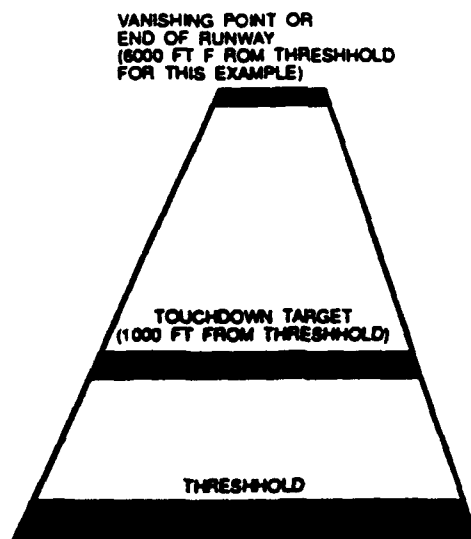 VANISHING POINT OR
END OF RUNWAY
(6000 FT F ROM THRESHHOLD
FOR THIS EXAMPLE)
TOUCHDOWN TARGET
(1000 FT FROM THRESHHOLD)
THRESHHOLD